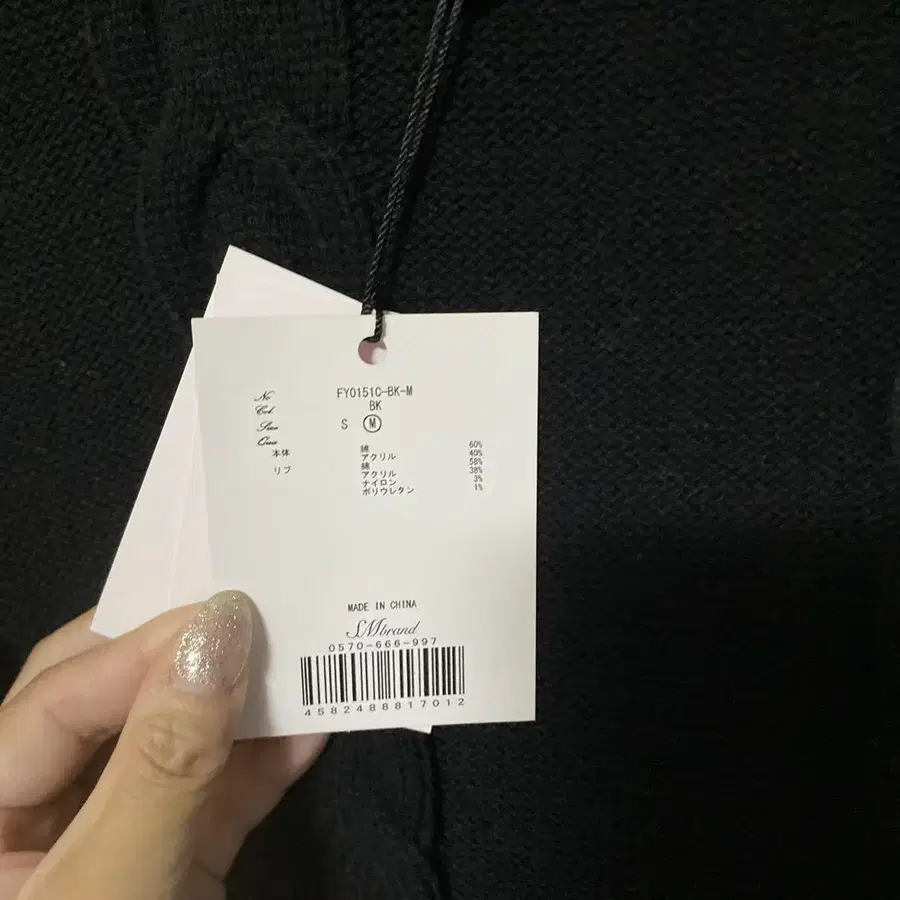 No FY0151C-BK-M
Col. BK
Size S M
Qua
本体 綿 60%
アクリル 40%
リブ 綿 58%
アクリル 38%
ナイロン 3%
ポリウレタン 1%
MADE IN CHINA
SMbrand
0570-666-997
4582488817012